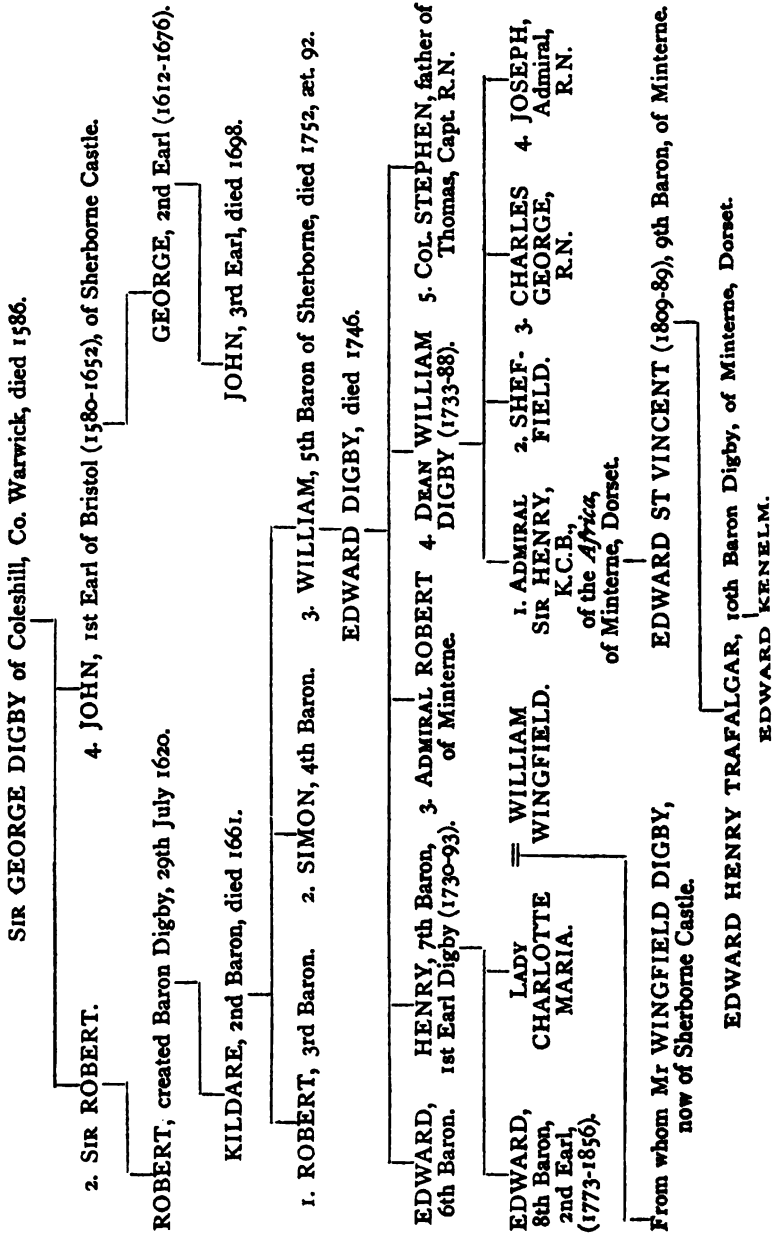 SIR GEORGE DIGBY of Coleshill, Co. Warwick, died 1586.
2. SIR ROBERT.
4. JOHN, 1st Earl of Bristol (1580-1652), of Sherborne Castle.
ROBERT, created Baron Digby, 29th July 1620.
GEORGE, 2nd Earl (1612-1676).
KILDARE, 2nd Baron, died 1661.
JOHN, 3rd Earl, died 1698.
1. ROBERT, 3rd Baron.
2. SIMON, 4th Baron.
3. WILLIAM, 5th Baron of Sherborne, died 1752, æt. 92.
EDWARD DIGBY, died 1746.
EDWARD,
6th Baron.
HENRY, 7th Baron,
1st Earl Digby (1730-93).
3. ADMIRAL ROBERT
of Minterne.
4. DEAN WILLIAM
DIGBY (1733-88).
5. COL. STEPHEN, father of
Thomas, Capt. R.N.
EDWARD,
8th Baron,
2nd Earl,
(1773-1856).
LADY
CHARLOTTE
MARIA.
= WILLIAM
WINGFIELD.
1. ADMIRAL
SIR HENRY,
K.C.B.,
of the Africa,
of Minterne, Dorset.
2. SHEF-
FIELD.
3. CHARLES
GEORGE,
R.N.
4. JOSEPH,
Admiral,
R.N.
From whom Mr WINGFIELD DIGBY,
now of Sherborne Castle.
EDWARD ST VINCENT (1809-89), 9th Baron, of Minterne.
EDWARD HENRY TRAFALGAR, 10th Baron Digby, of Minterne, Dorset.
EDWARD KENELM.